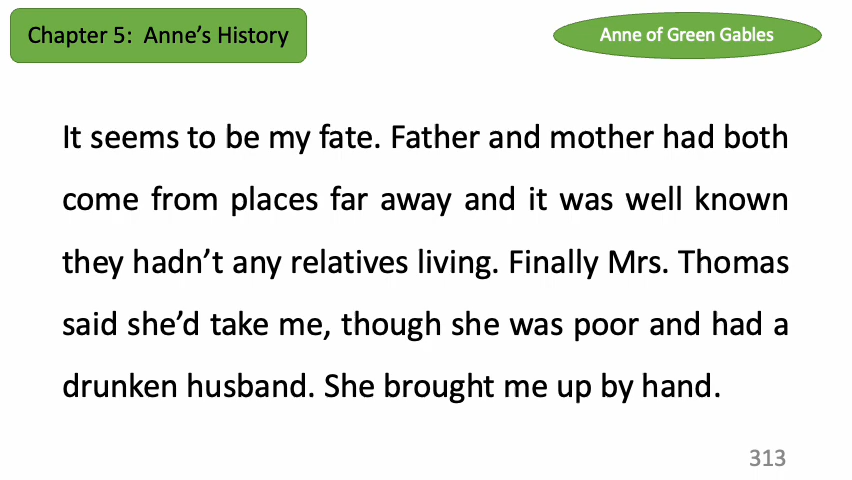 Chapter 5:  Anne’s History
Anne of Green Gables
It seems to be my fate. Father and mother had both
come from places far away and it was well known
they hadn’t any relatives living. Finally Mrs. Thomas
said she’d take me, though she was poor and had a
drunken husband. She brought me up by hand.
313